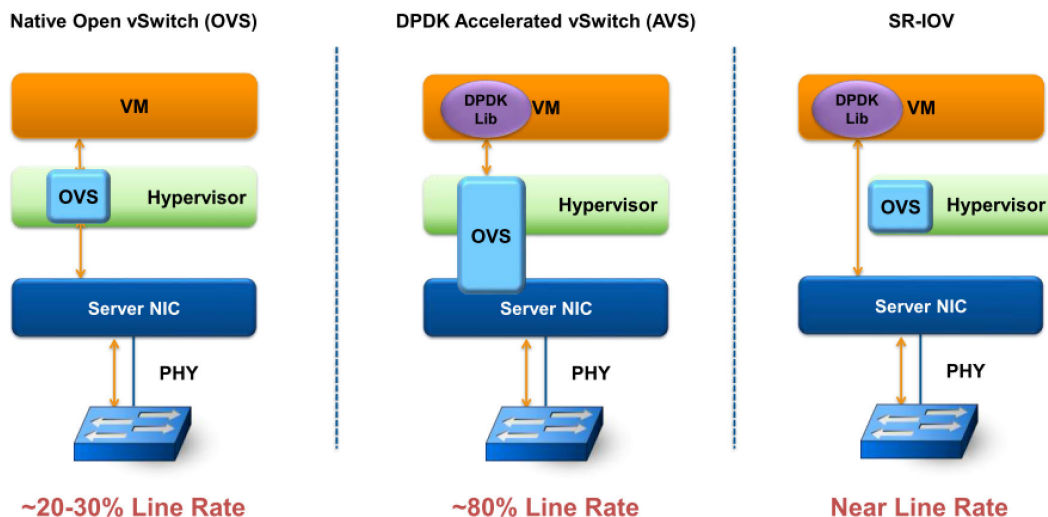 Native Open vSwitch (OVS)
VM
OVS
Hypervisor
Server NIC
PHY
~20-30% Line Rate
DPDK Accelerated vSwitch (AVS)
DPDK
Lib
VM
OVS
Hypervisor
Server NIC
PHY
~80% Line Rate
SR-IOV
DPDK
Lib
VM
OVS
Hypervisor
Server NIC
PHY
Near Line Rate